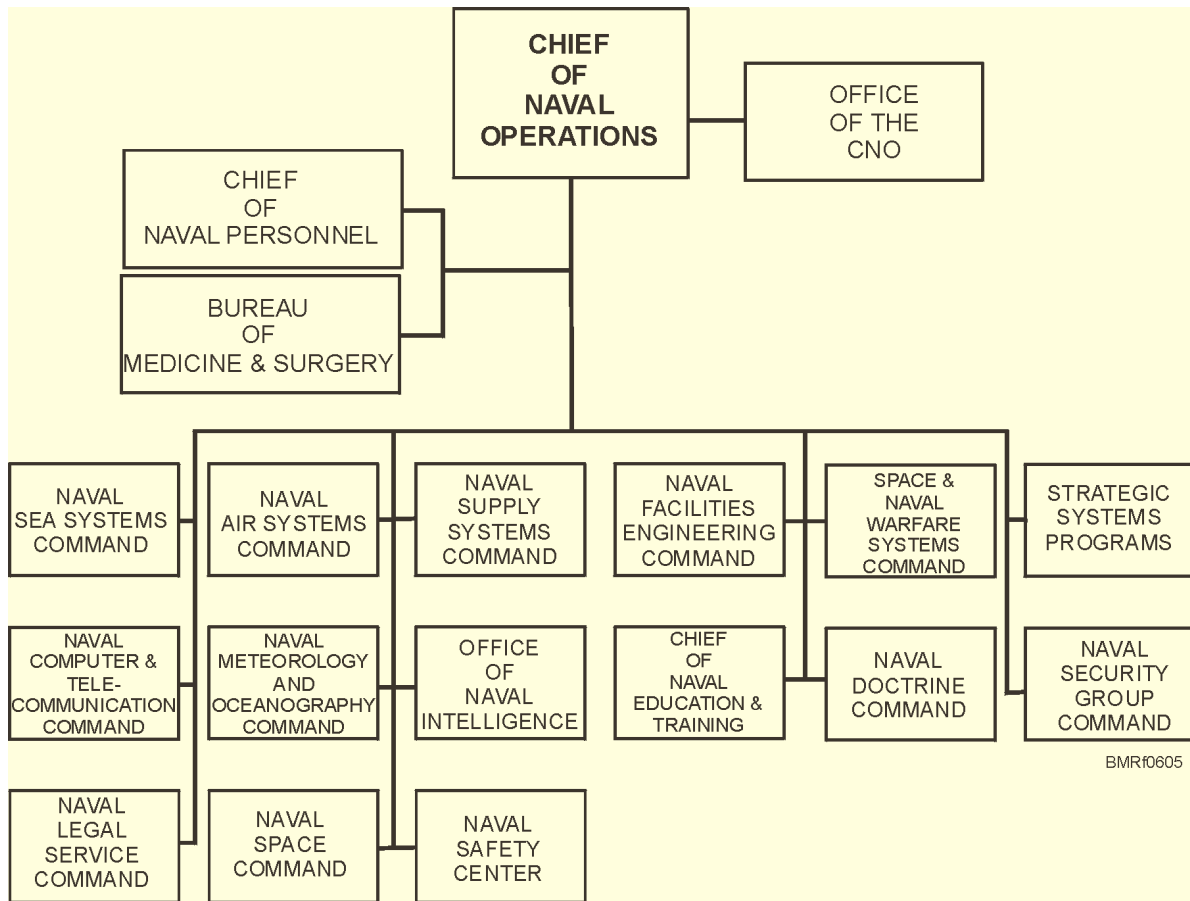 CHIEF
OF
NAVAL
OPERATIONS
OFFICE
OF THE
CNO
CHIEF
OF
NAVAL PERSONNEL
BUREAU
OF
MEDICINE & SURGERY
NAVAL
SEA SYSTEMS
COMMAND
NAVAL
AIR SYSTEMS
COMMAND
NAVAL
SUPPLY
SYSTEMS
COMMAND
NAVAL
FACILITIES
ENGINEERING
COMMAND
SPACE &
NAVAL
WARFARE
SYSTEMS
COMMAND
STRATEGIC
SYSTEMS
PROGRAMS
NAVAL
COMPUTER &
TELE-
COMMUNICATION
COMMAND
NAVAL
METEOROLOGY
AND
OCEANOGRAPHY
COMMAND
OFFICE
OF
NAVAL
INTELLIGENCE
CHIEF
OF
NAVAL
EDUCATION &
TRAINING
NAVAL
DOCTRINE
COMMAND
NAVAL
SECURITY
GROUP
COMMAND
BMRf0605
NAVAL
LEGAL
SERVICE
COMMAND
NAVAL
SPACE
COMMAND
NAVAL
SAFETY
CENTER